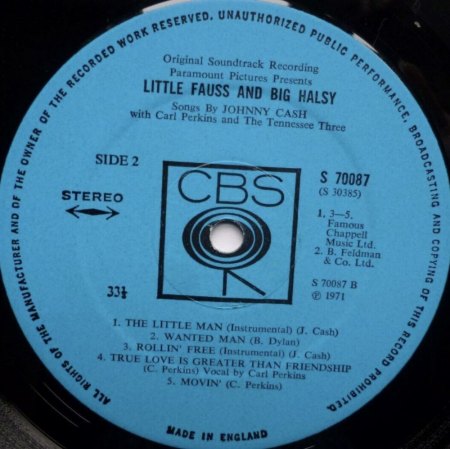 ALL RIGHTS OF THE MANUFACTURER AND OF THE OWNER OF THE RECORDED WORK RESERVED. UNAUTHORIZED PUBLIC PERFORMANCE, BROADCASTING AND COPYING OF THIS RECORD PROHIBITED.
Original Soundtrack Recording
Paramount Pictures Presents
LITTLE FAUSS AND BIG HALSY
Songs By JOHNNY CASH
with Carl Perkins and The Tennessee Three
SIDE 2
STEREO
33⅓
CBS
S 70087
(S 30385)
1. 3—5.
Famous
Chappell
Music Ltd.
2. B. Feldman
& Co. Ltd.
S 70087 B
℗ 1971
1. THE LITTLE MAN (Instrumental) (J. Cash)
2. WANTED MAN (B. Dylan)
3. ROLLIN' FREE (Instrumental) (J. Cash)
4. TRUE LOVE IS GREATER THAN FRIENDSHIP
(C. Perkins) Vocal by Carl Perkins
5. MOVIN' (C. Perkins)
MADE IN ENGLAND